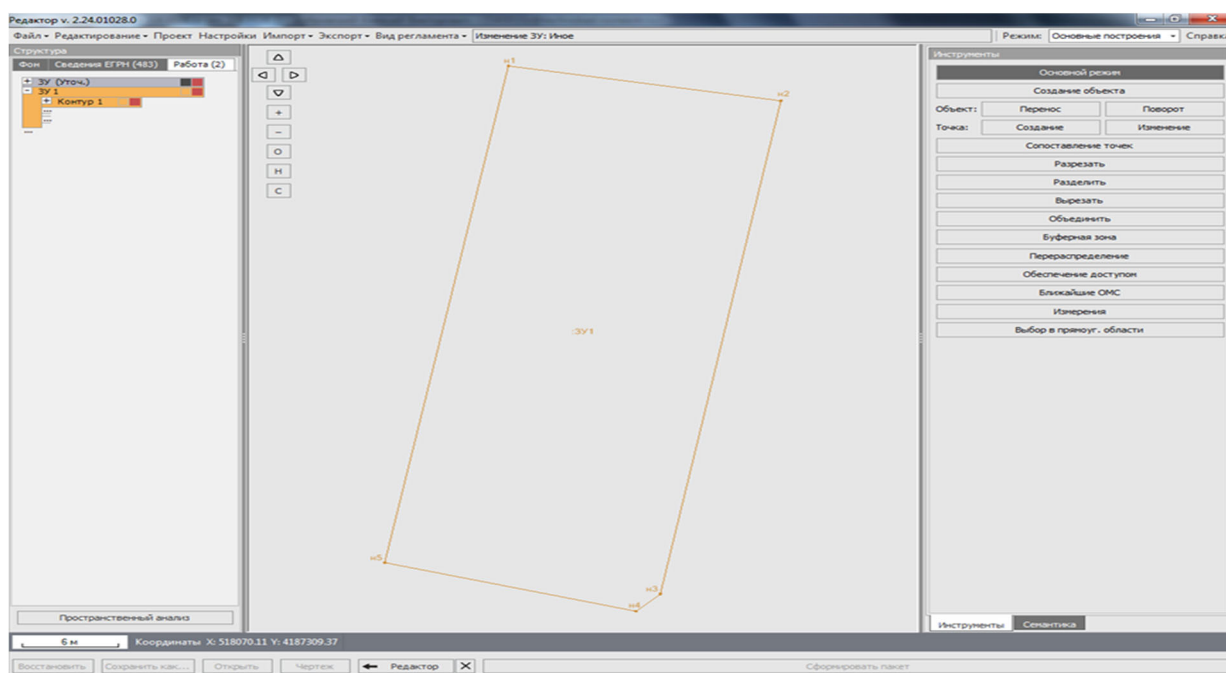 Редактор v. 2.24.01028.0
Файл Редактирование Проект Настройки Импорт Экспорт Вид регламента Изменение ЗУ: Иное Режим: Основные построения Справк
Структура
Фон Сведения ЕГРН (483) Работа (2)
ЗУ (Уточ.)
ЗУ 1
Контур 1
+
−
О
Н
С
н1
н2
:ЗУ1
н5
н3
н4
Инструменты
Основной режим
Создание объекта
Объект: Перенос Поворот
Точка: Создание Изменение
Сопоставление точек
Разрезать
Разделить
Вырезать
Объединить
Буферная зона
Перераспределение
Обеспечение доступом
Ближайшие ОМС
Измерения
Выбор в прямоуг. области
Пространственный анализ
Инструменты Семантика
6 м Координаты X: 518070.11 Y: 4187309.37
Восстановить Сохранить как... Открыть Чертеж Редактор X Сформировать пакет